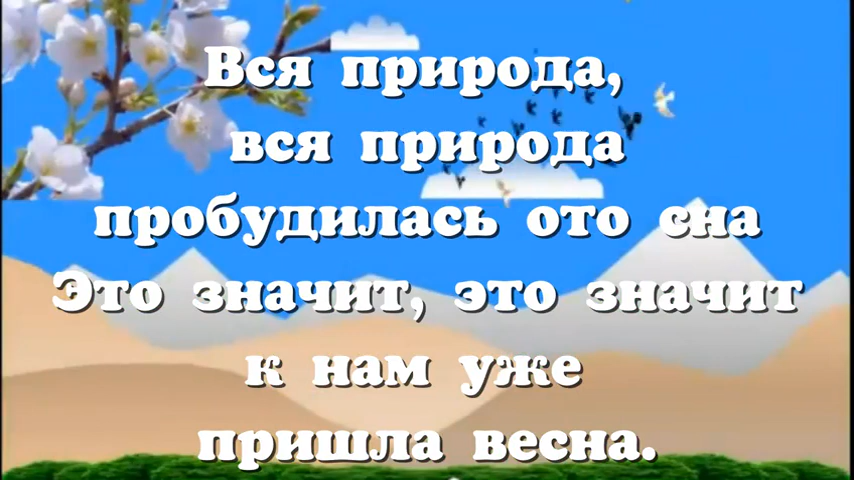 Вся природа,
вся природа
пробудилась ото сна
Это значит, это значит
к нам уже
пришла весна.